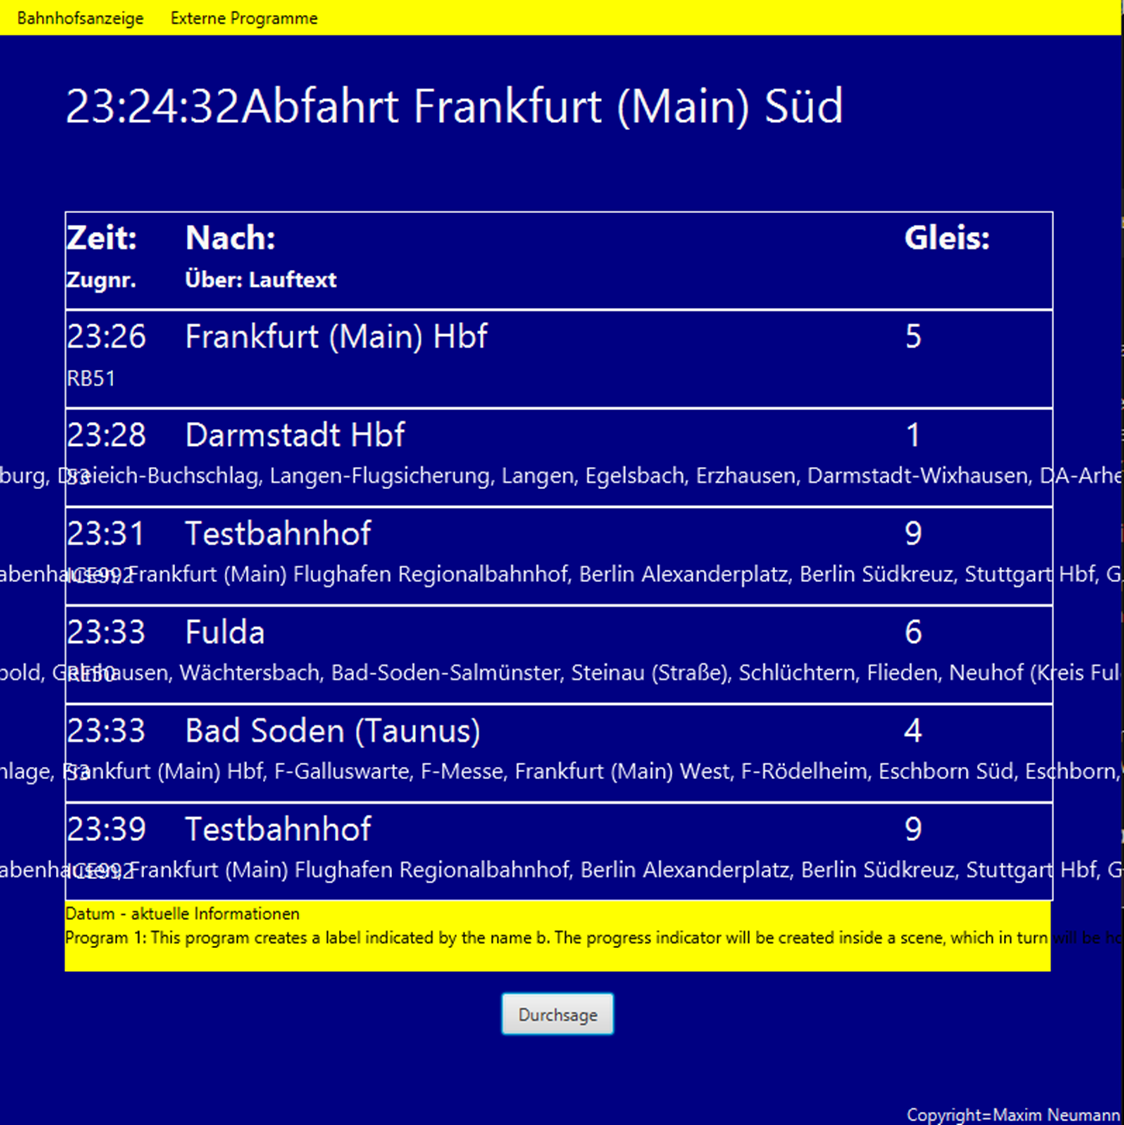 Bahnhofsanzeige Externe Programme
23:24:32Abfahrt Frankfurt (Main) Süd
Zeit: Nach: Gleis:
Zugnr. Über: Lauftext
23:26 Frankfurt (Main) Hbf 5
RB51
23:28 Darmstadt Hbf 1
burg, Dreieich-Buchschlag, Langen-Flugsicherung, Langen, Egelsbach, Erzhausen, Darmstadt-Wixhausen, DA-Arhe
S3
23:31 Testbahnhof 9
abenhausen, Frankfurt (Main) Flughafen Regionalbahnhof, Berlin Alexanderplatz, Berlin Südkreuz, Stuttgart Hbf, G
ICE992
23:33 Fulda 6
bold, Gelnhausen, Wächtersbach, Bad-Soden-Salmünster, Steinau (Straße), Schlüchtern, Flieden, Neuhof (Kreis Ful
RE50
23:33 Bad Soden (Taunus) 4
nlage, Frankfurt (Main) Hbf, F-Galluswarte, F-Messe, Frankfurt (Main) West, F-Rödelheim, Eschborn Süd, Eschborn,
S3
23:39 Testbahnhof 9
abenhausen, Frankfurt (Main) Flughafen Regionalbahnhof, Berlin Alexanderplatz, Berlin Südkreuz, Stuttgart Hbf, G
ICE992
Datum - aktuelle Informationen
Program 1: This program creates a label indicated by the name b. The progress indicator will be created inside a scene, which in turn will be ho
Durchsage
Copyright=Maxim Neumann